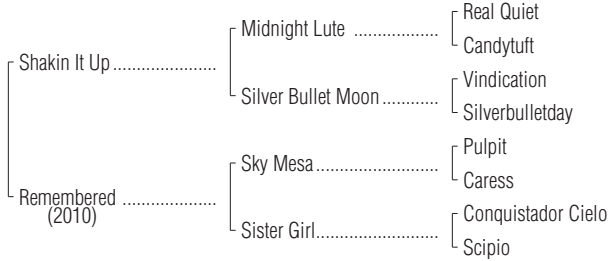 Real Quiet
Midnight Lute ..................
Candytuft
Shakin It Up ......................
Vindication
Silver Bullet Moon ............
Silverbulletday
Pulpit
Sky Mesa..........................
Caress
Remembered ....................
(2010)
Conquistador Cielo
Sister Girl..........................
Scipio